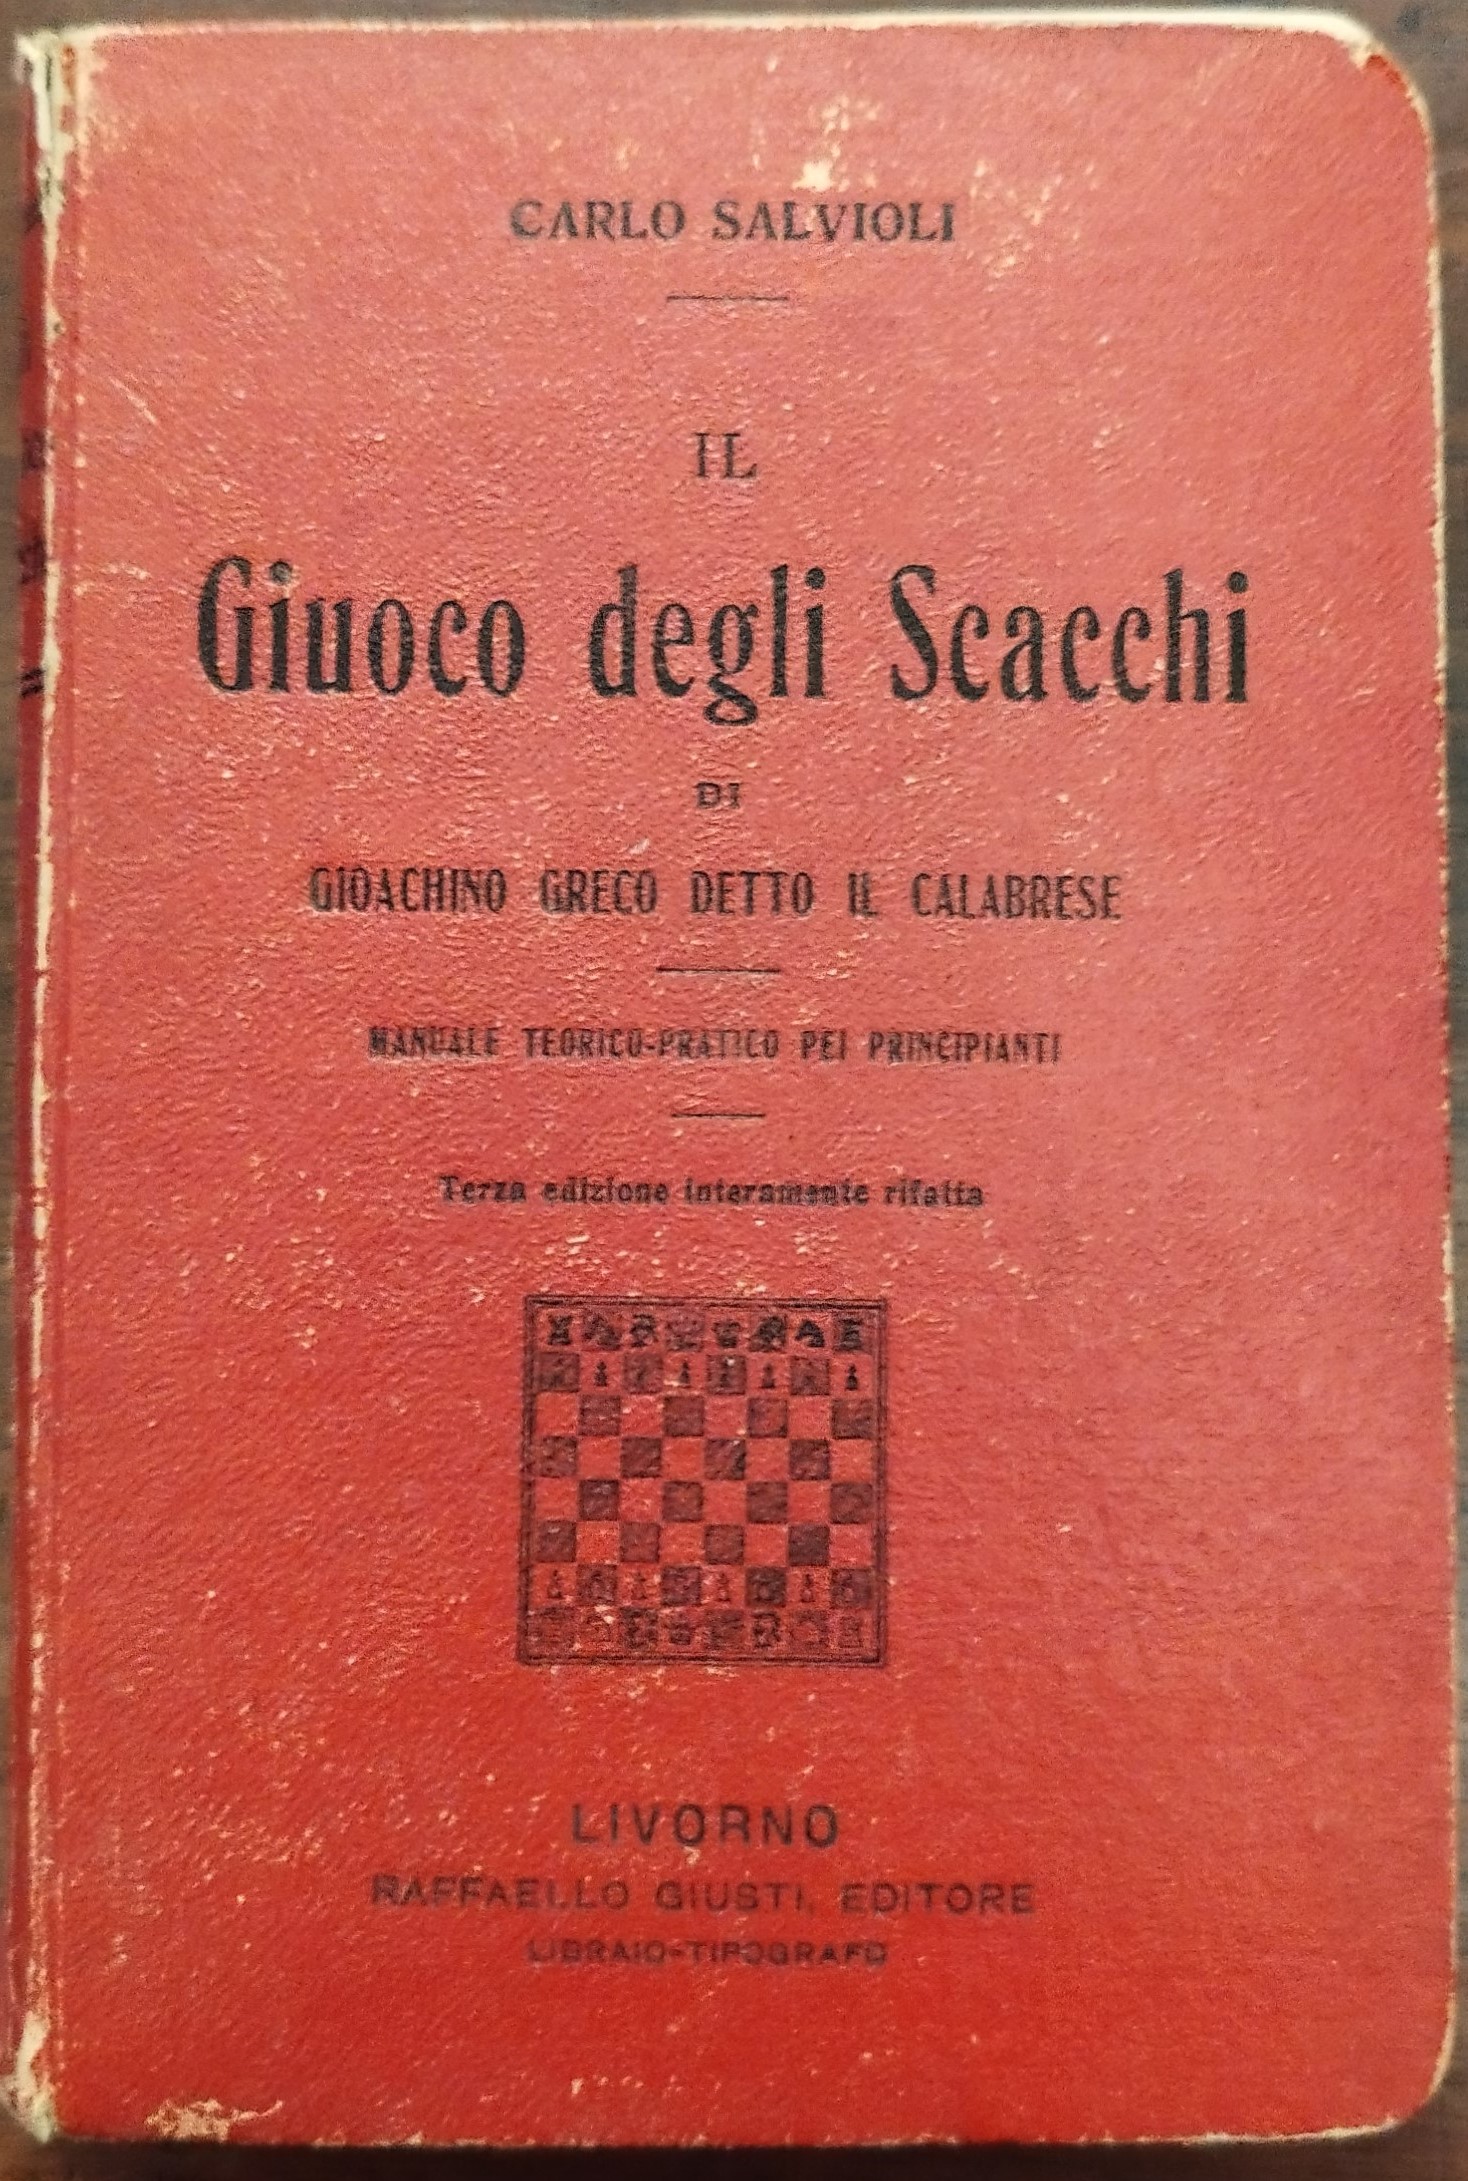 CARLO SALVIOLI
IL
Giuoco degli Scacchi
DI
GIOACHINO GRECO DETTO IL CALABRESE
MANUALE TEORICO-PRATICO PEI PRINCIPIANTI
Terza edizione interamente rifatta
LIVORNO
RAFFAELLO GIUSTI, EDITORE
LIBRAIO-TIPOGRAFO